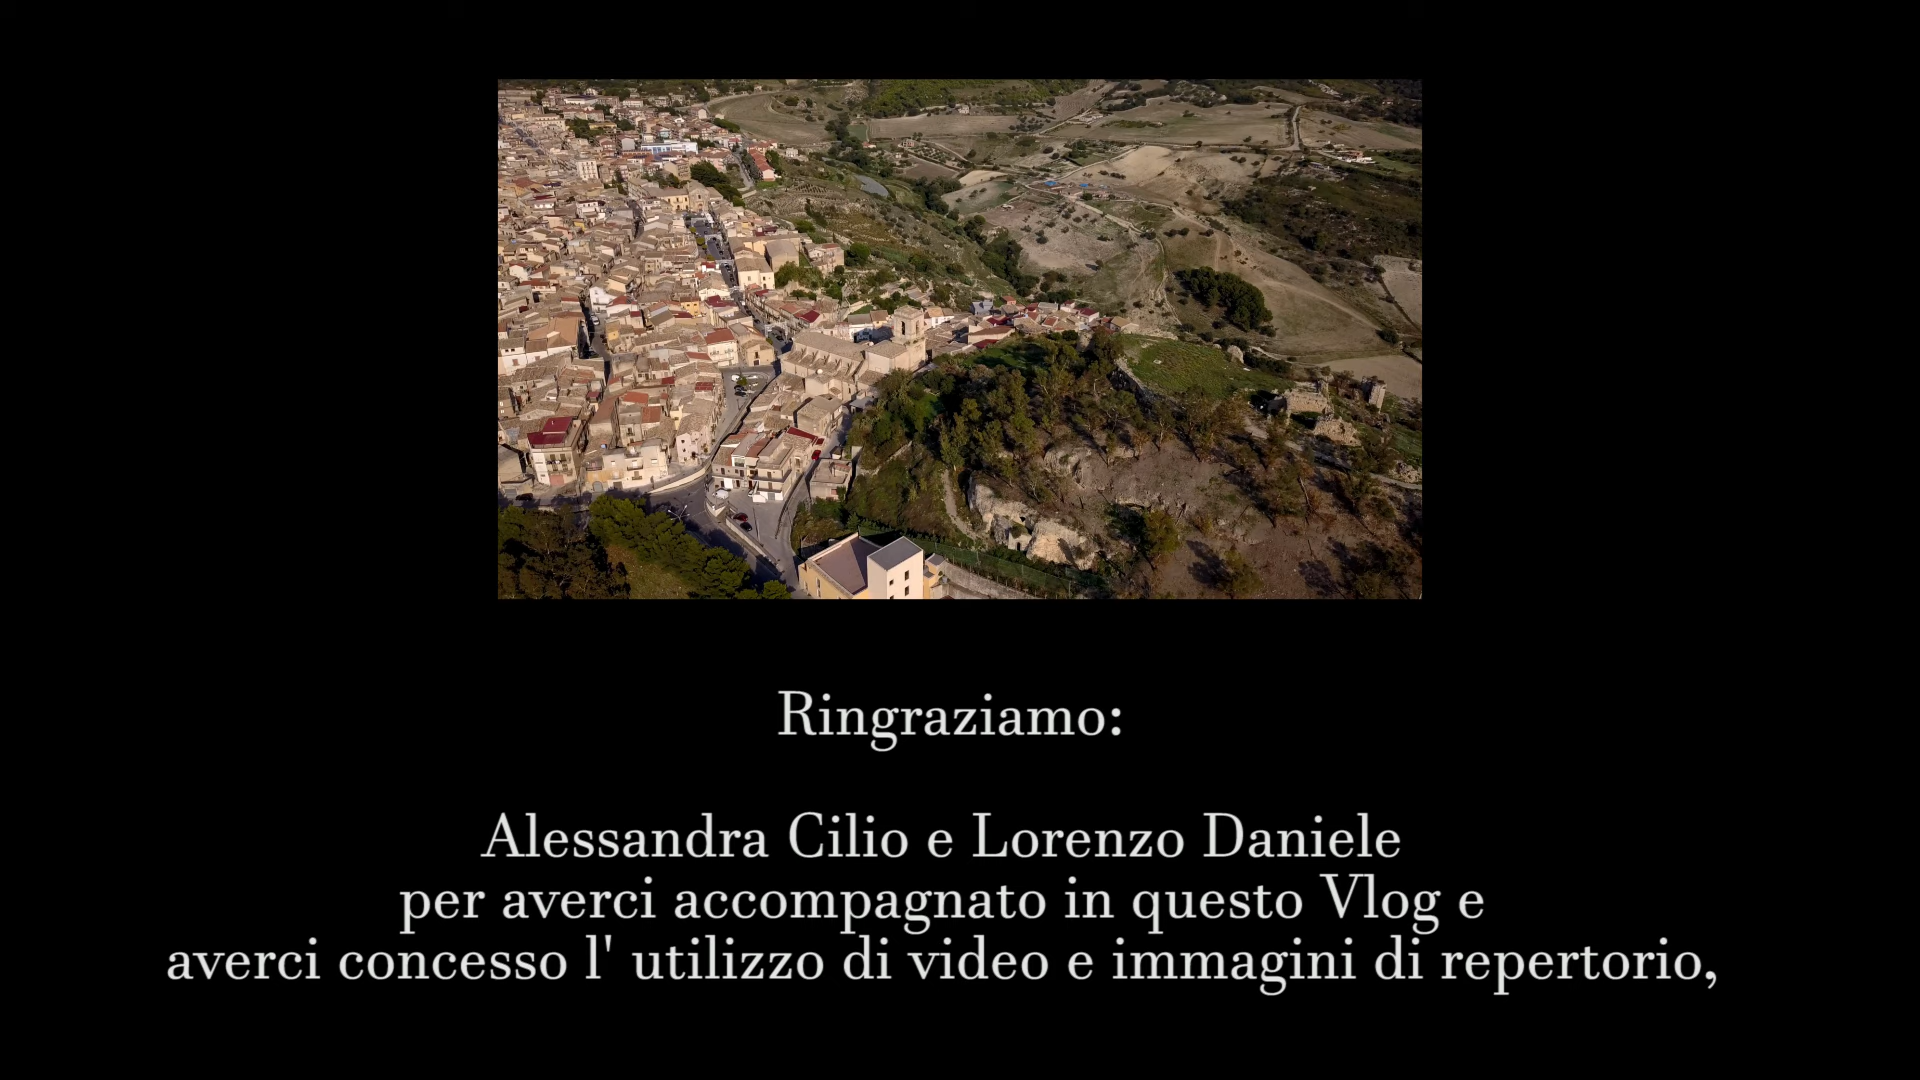 Ringraziamo:
Alessandra Cilio e Lorenzo Daniele
per averci accompagnato in questo Vlog e
averci concesso l' utilizzo di video e immagini di repertorio,